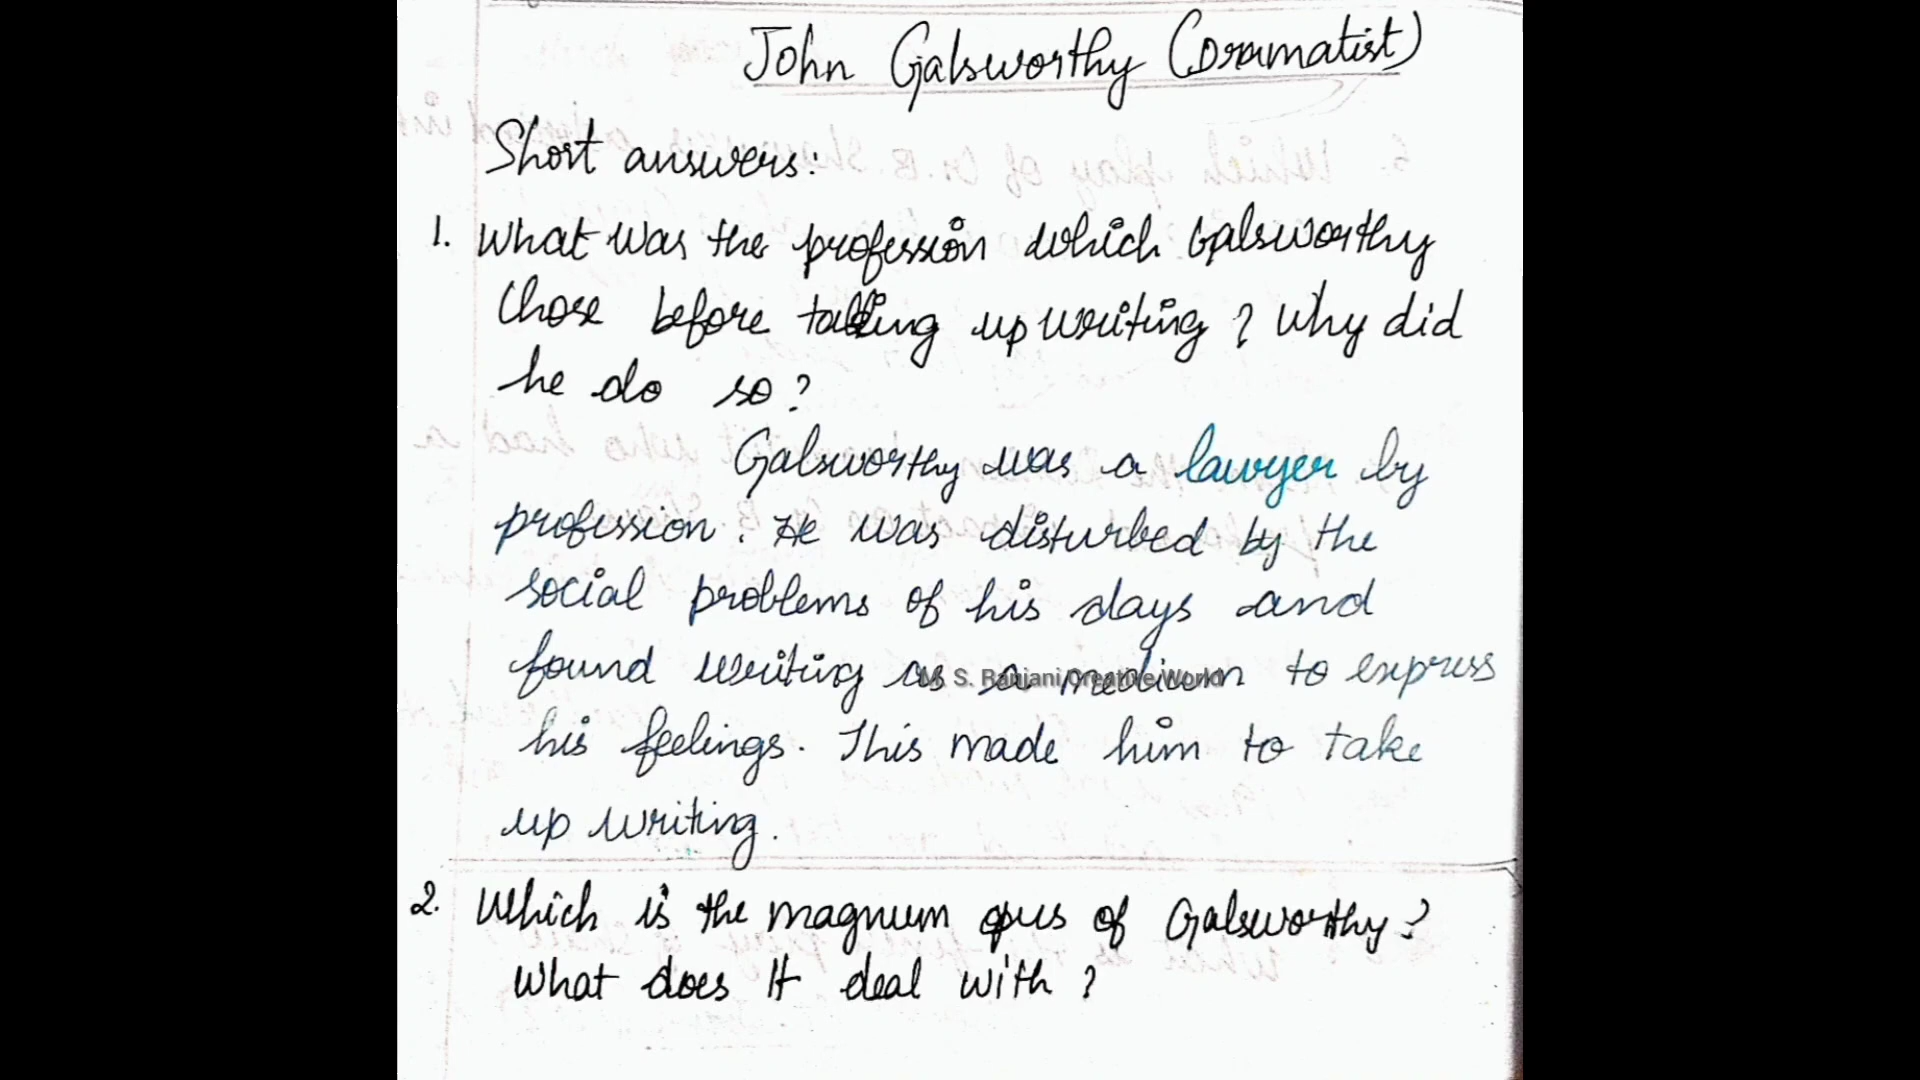 John Galsworthy (Dramatist)
Short answers:
1. What was the profession which Galsworthy
Chose before taking up writing? Why did
he do so?
Galsworthy was a lawyer by
profession. He was disturbed by the
social problems of his days and
found writing as a medium to express
M. S. Ranjani Creative World
his feelings. This made him to take
up writing.
2. Which is the magnum opus of Galsworthy?
What does It deal with?